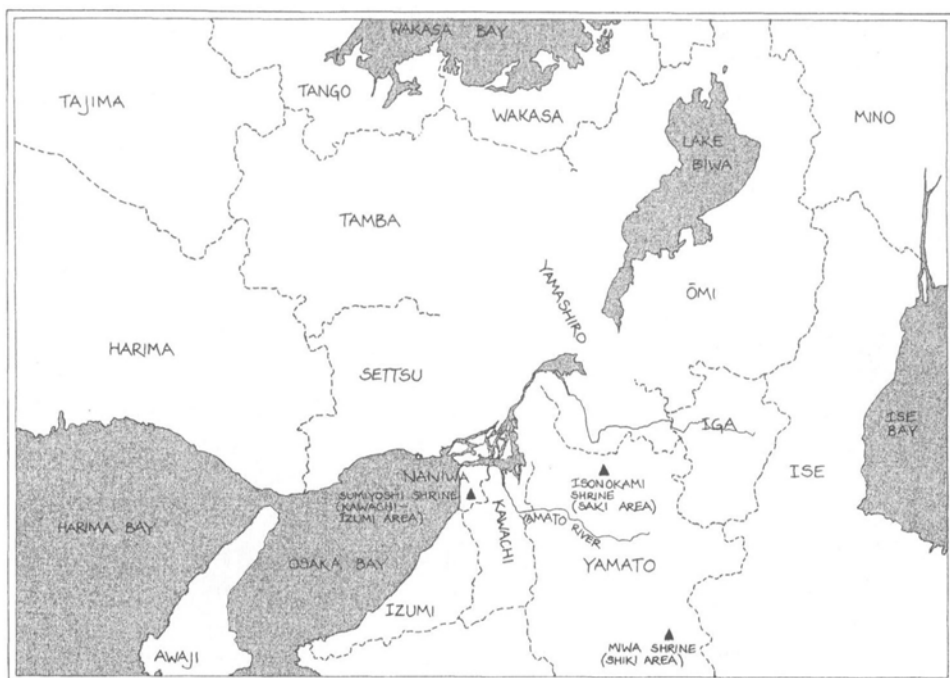 WAKASA BAY
TAJIMA
TANGO
WAKASA
MINO
LAKE
BIWA
TAMBA
YAMASHIRO
ŌMI
HARIMA
SETTSU
IGA
ISE
BAY
NANIWA
SUMIYOSHI SHRINE
(KAWACHI-
IZUMI AREA)
ISONOKAMI
SHRINE
(SAKI AREA)
ISE
HARIMA BAY
KAWACHI
YAMATO
RIVER
OSAKA BAY
YAMATO
IZUMI
AWAJI
MIWA SHRINE
(SHIKI AREA)